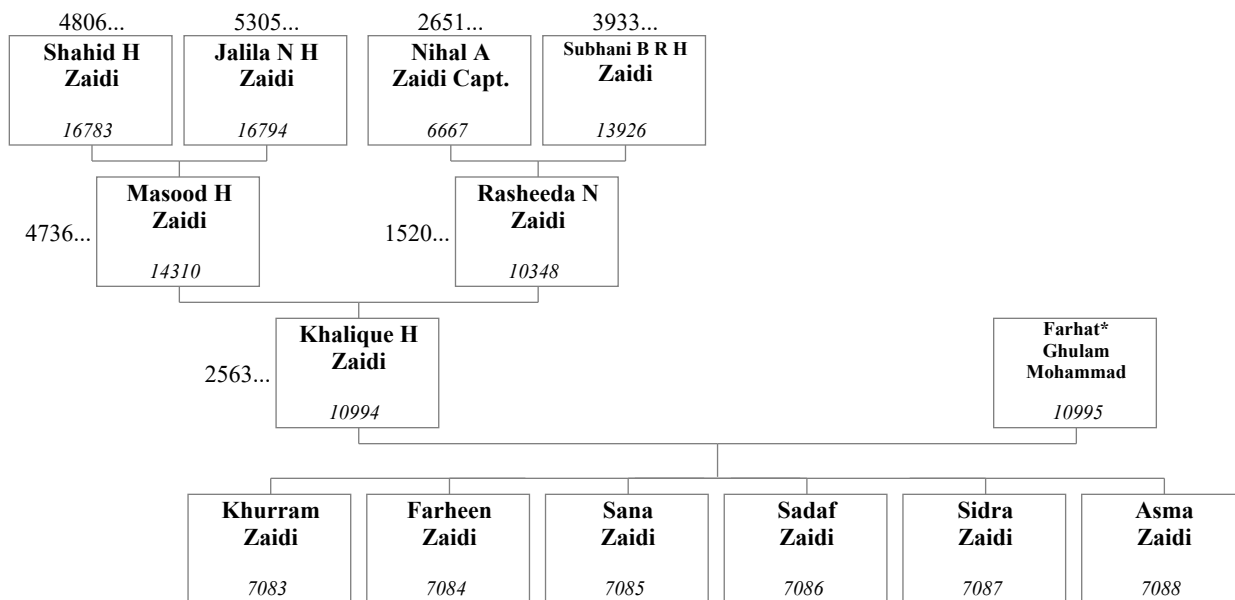 4806... 5305... 2651... 3933...
Shahid H
Zaidi
16783
Jalila N H
Zaidi
16794
Nihal A
Zaidi Capt.
6667
Subhani B R H
Zaidi
13926
4736...
Masood H
Zaidi
14310
1520...
Rasheeda N
Zaidi
10348
2563...
Khalique H
Zaidi
10994
Farhat*
Ghulam
Mohammad
10995
Khurram
Zaidi
7083
Farheen
Zaidi
7084
Sana
Zaidi
7085
Sadaf
Zaidi
7086
Sidra
Zaidi
7087
Asma
Zaidi
7088